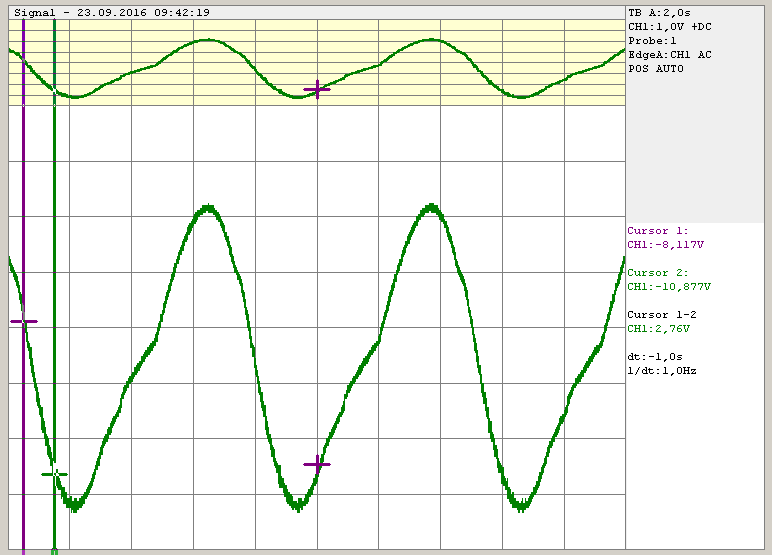 Signal - 23.09.2016 09:42:19
TB A:2,0s
CH1:1,0V +DC
Probe:1
EdgeA:CH1 AC
POS AUTO
Cursor 1:
CH1:-8,117V
Cursor 2:
CH1:-10,877V
Cursor 1-2
CH1:2,76V
dt:-1,0s
1/dt:1,0Hz